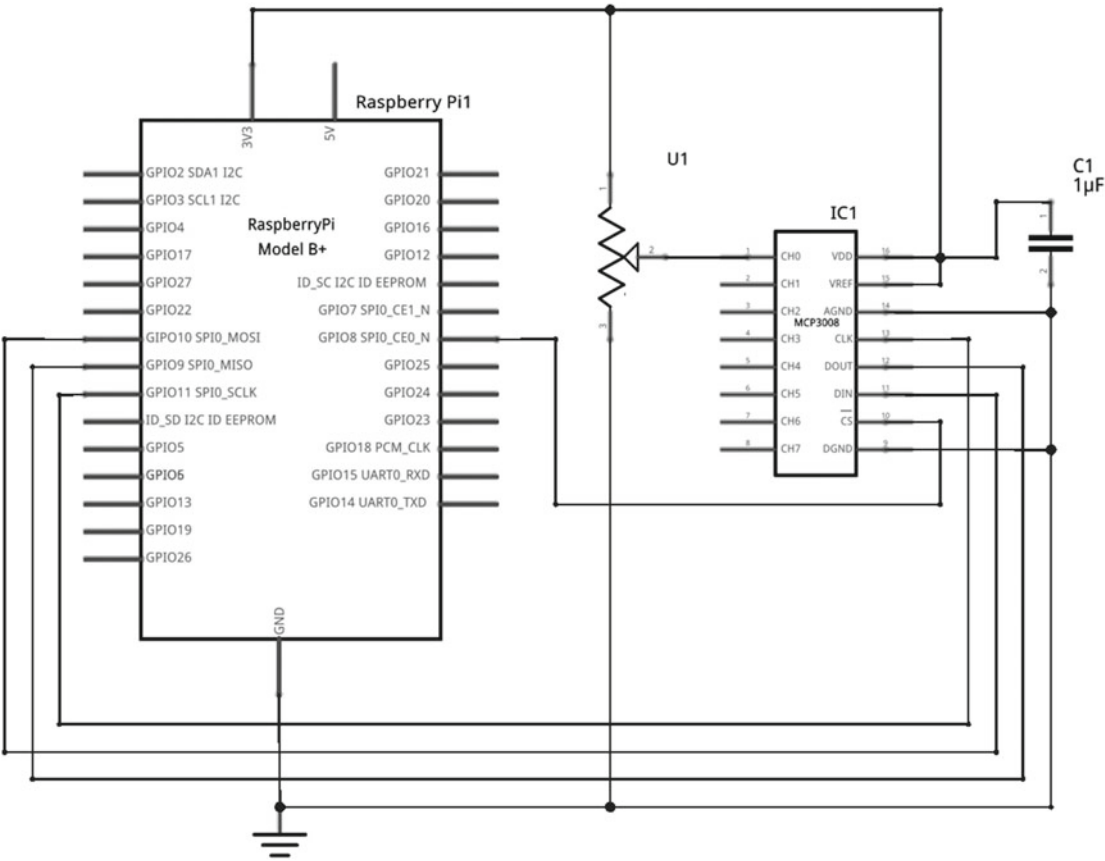 Raspberry Pi1
3V3
5V
RaspberryPi
Model B+
GPIO2 SDA1 I2C
GPIO3 SCL1 I2C
GPIO4
GPIO17
GPIO27
GPIO22
GIPO10 SPI0_MOSI
GPIO9 SPI0_MISO
GPIO11 SPI0_SCLK
ID_SD I2C ID EEPROM
GPIO5
GPIO6
GPIO13
GPIO19
GPIO26
GPIO21
GPIO20
GPIO16
GPIO12
ID_SC I2C ID EEPROM
GPIO7 SPI0_CE1_N
GPIO8 SPI0_CE0_N
GPIO25
GPIO24
GPIO23
GPIO18 PCM_CLK
GPIO15 UART0_RXD
GPIO14 UART0_TXD
GND
U1
1
2
3
IC1
MCP3008
1 CH0
2 CH1
3 CH2
4 CH3
5 CH4
6 CH5
7 CH6
8 CH7
VDD 16
VREF 15
AGND 14
CLK 13
DOUT 12
DIN 11
CS 10
DGND 9
C1
1μF
1
2